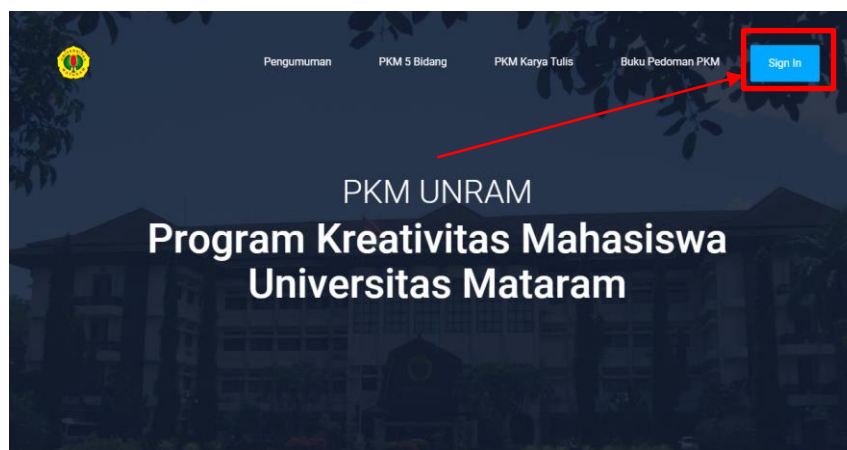 Pengumuman PKM 5 Bidang PKM Karya Tulis Buku Pedoman PKM Sign In
PKM UNRAM
Program Kreativitas Mahasiswa
Universitas Mataram